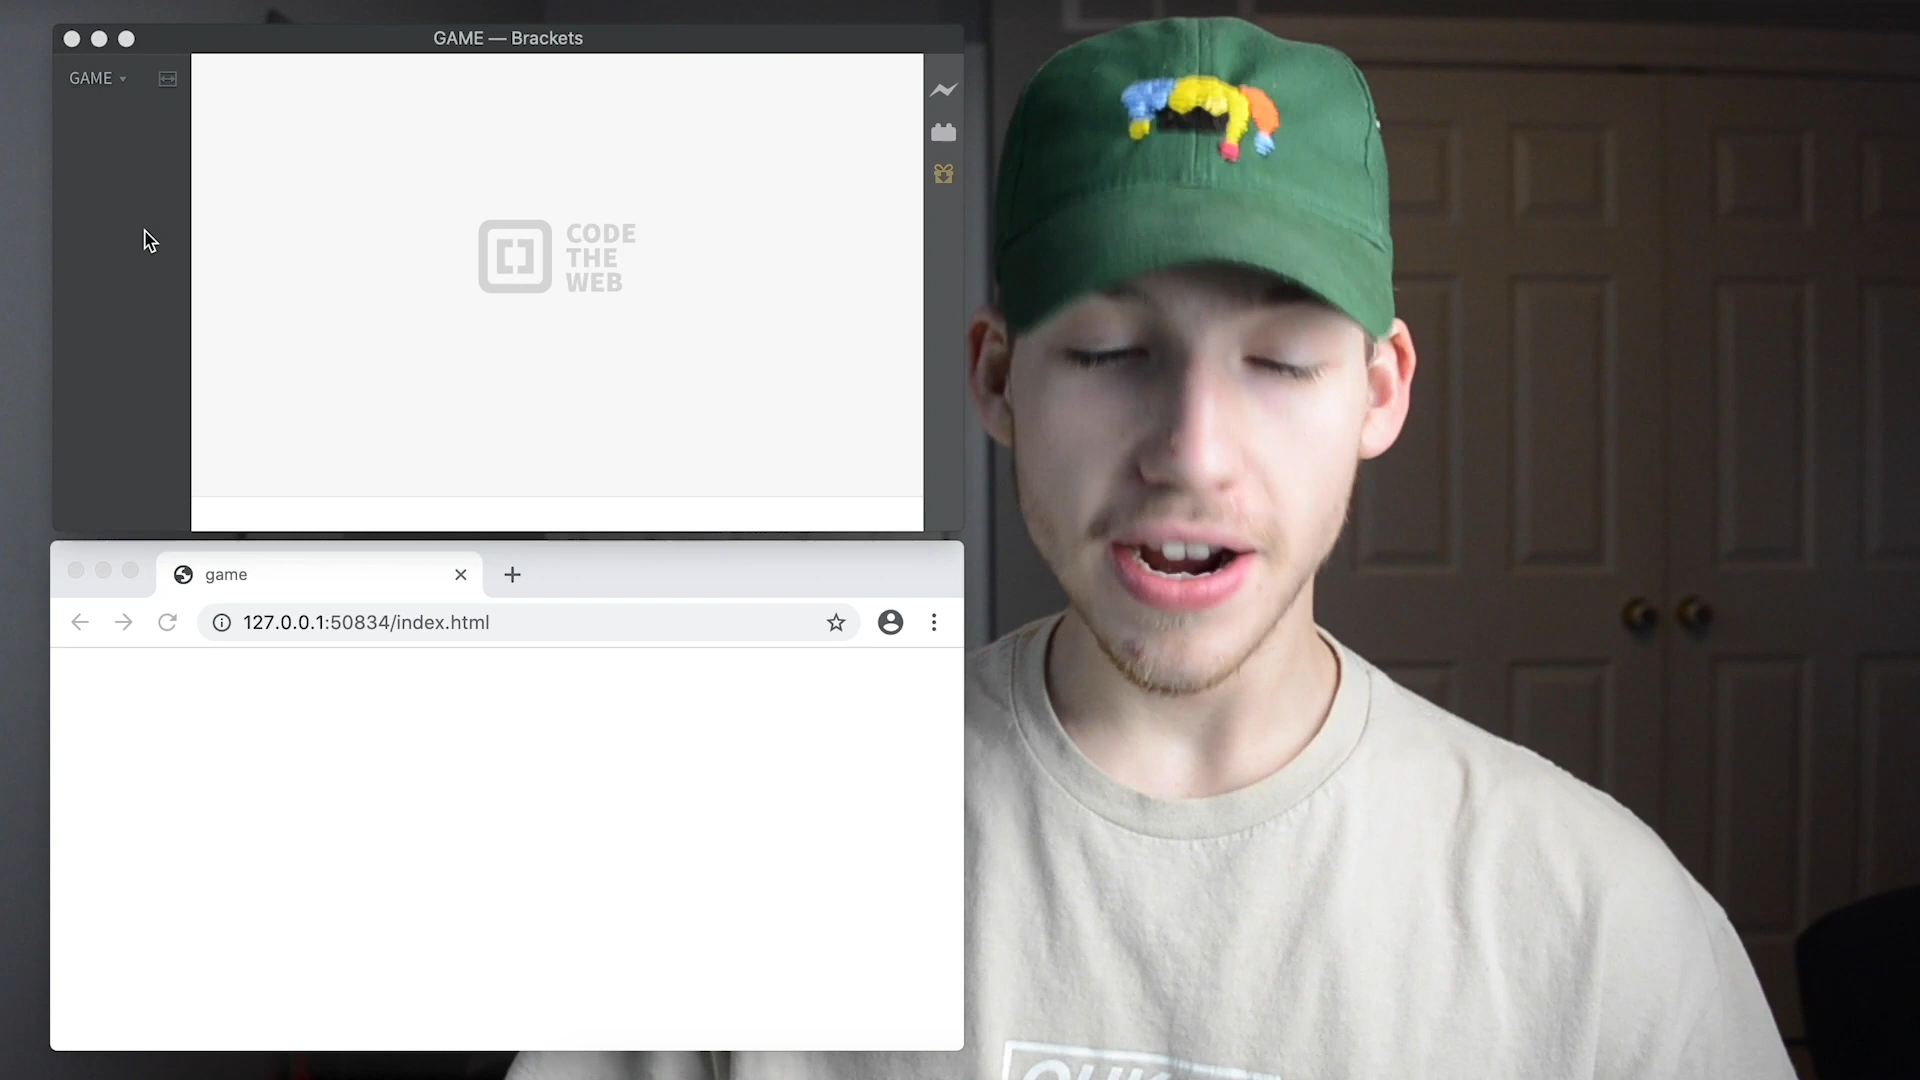 GAME — Brackets
GAME
CODE
THE
WEB
game
127.0.0.1:50834/index.html